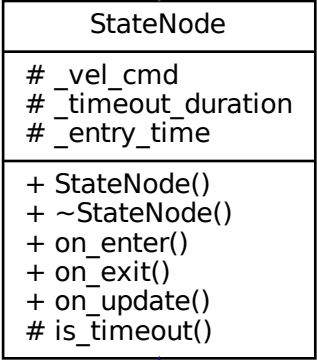 StateNode
# _vel_cmd
# _timeout_duration
# _entry_time
+ StateNode()
+ ~StateNode()
+ on_enter()
+ on_exit()
+ on_update()
# is_timeout()